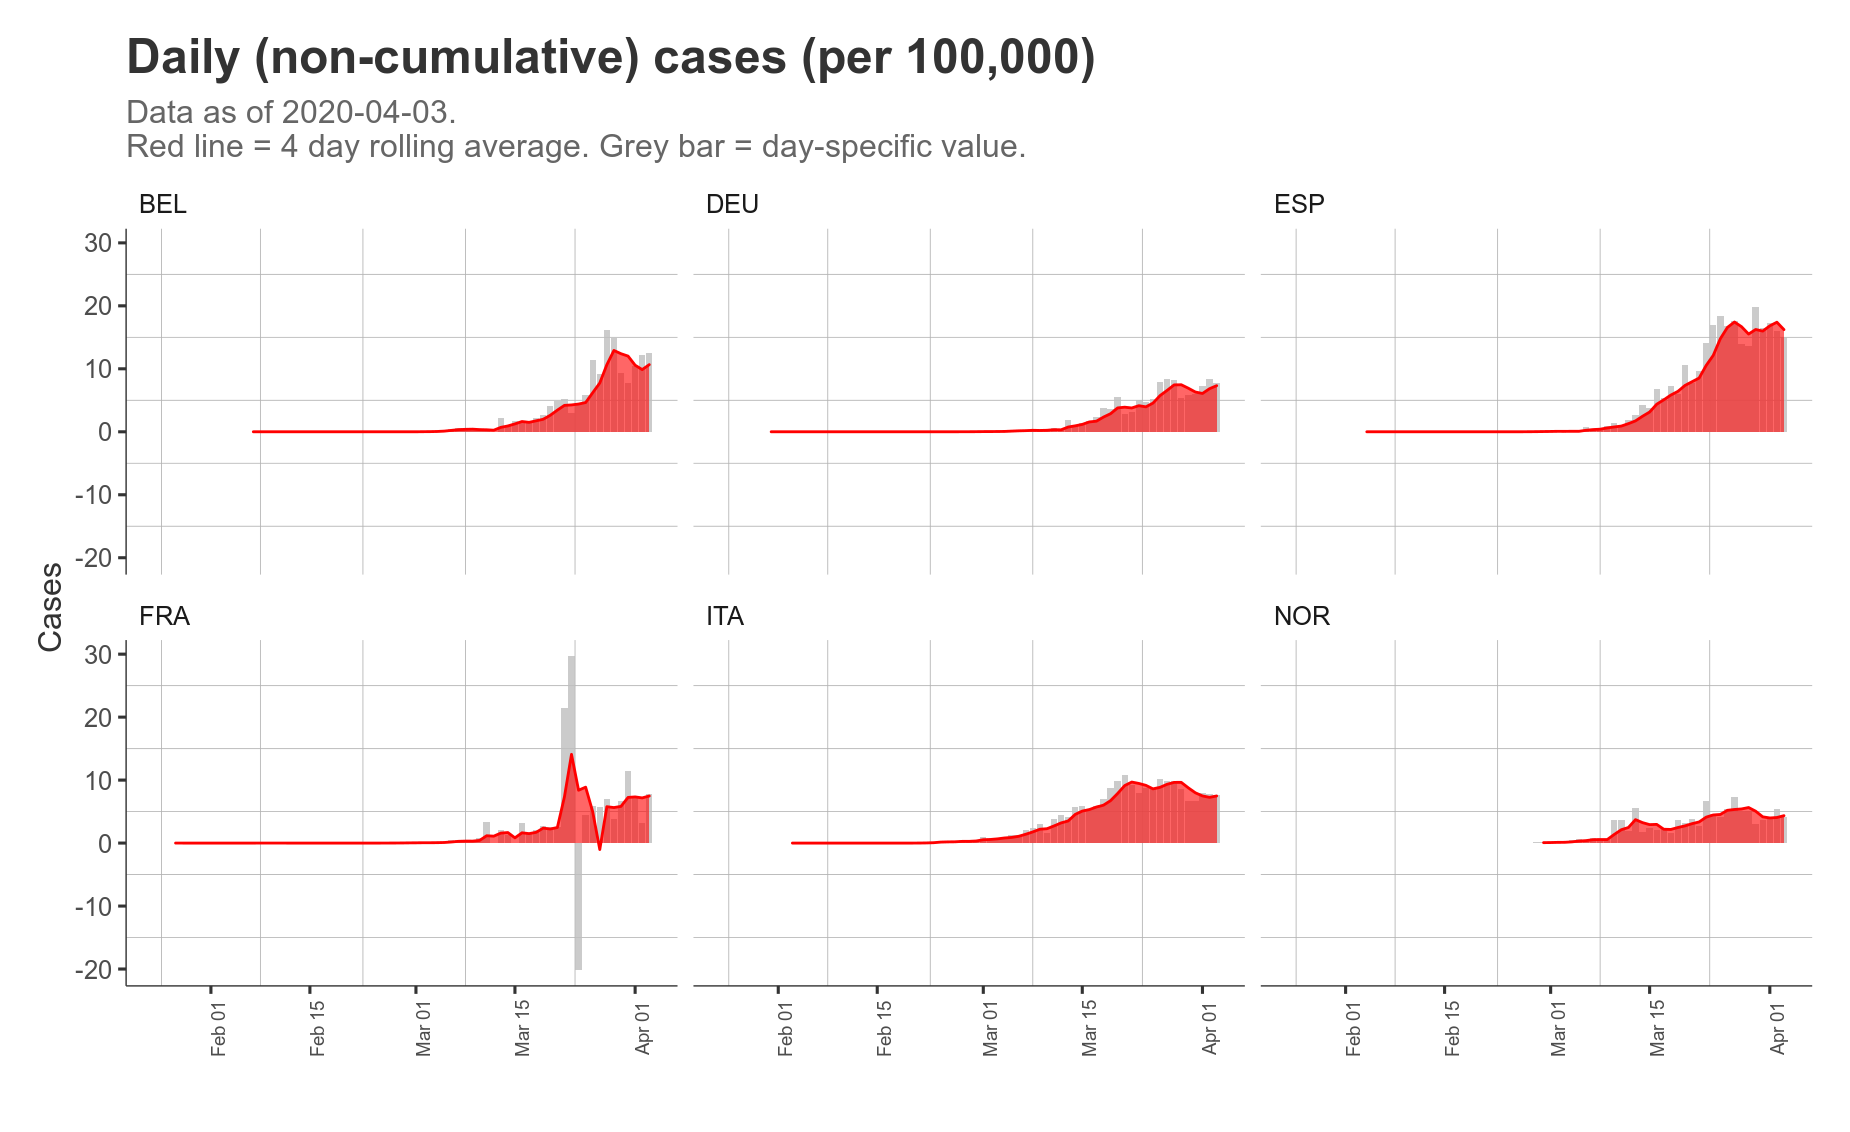 Daily (non-cumulative) cases (per 100,000)
Data as of 2020-04-03.
Red line = 4 day rolling average. Grey bar = day-specific value.
BEL
DEU
ESP
30
20
10
0
-10
-20
Cases
FRA
ITA
NOR
30
20
10
0
-10
-20
Feb 01
Feb 15
Mar 01
Mar 15
Apr 01
Feb 01
Feb 15
Mar 01
Mar 15
Apr 01
Feb 01
Feb 15
Mar 01
Mar 15
Apr 01